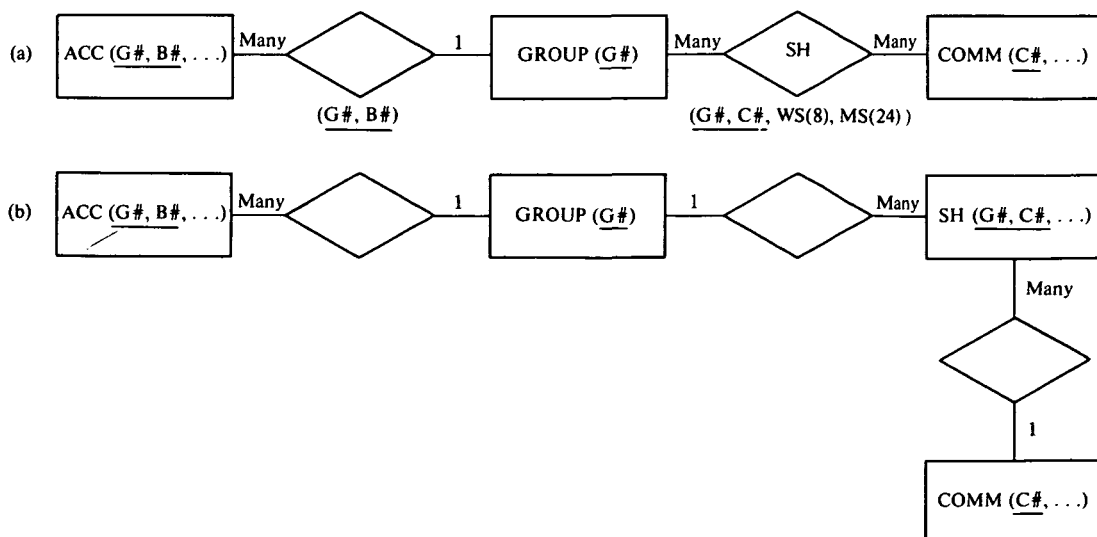 (a) ACC (G#, B#, . . .) Many 1 GROUP (G#) Many SH Many COMM (C#, . . .)
(G#, B#) (G#, C#, WS(8), MS(24) )
(b) ACC (G#, B#, . . .) Many 1 GROUP (G#) 1 Many SH (G#, C#, . . .)
Many
1
COMM (C#, . . .)